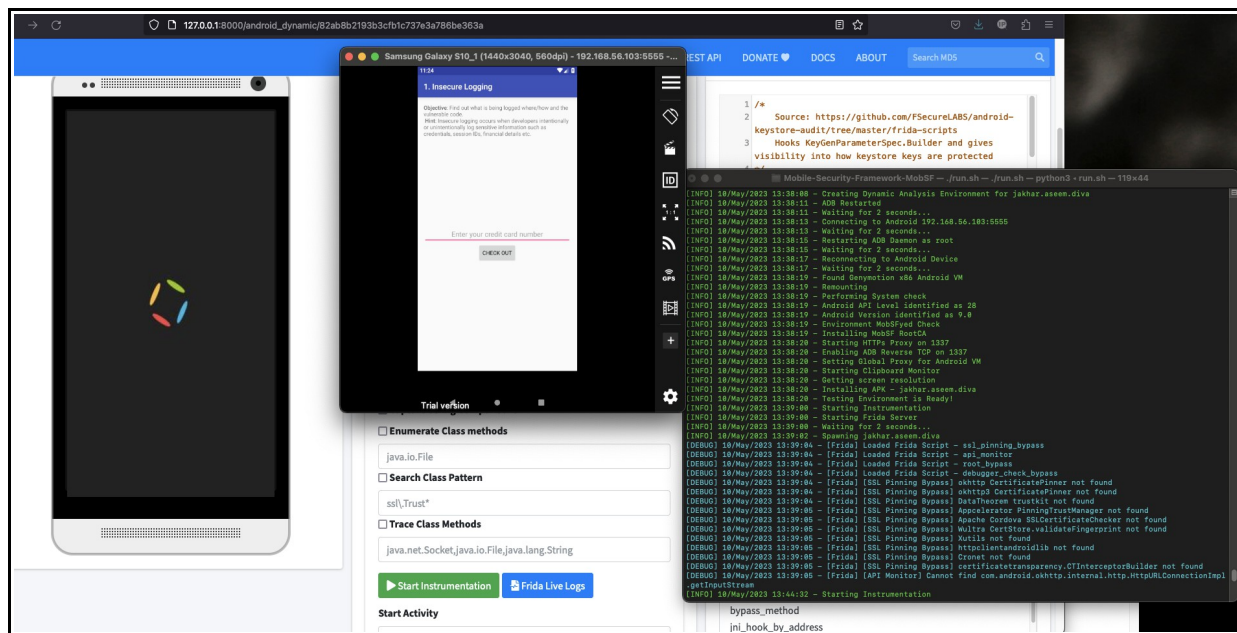 127.0.0.1:8000/android_dynamic/82ab8b2193b3cfb1c737e3a786be363a
REST API
DONATE
DOCS
ABOUT
Search MD5
Samsung Galaxy S10_1 (1440x3040, 560dpi) - 192.168.56.103:5555 -...
11:24
1. Insecure Logging
Objective: Find out what is being logged where/how and the
vulnerable code.
Hint: Insecure logging occurs when developers intentionally
or unintentionally log sensitive information such as
credentials, session IDs, financial details etc.
Enter your credit card number
CHECK OUT
Trial version
ID
1:1
GPS
Enumerate Class methods
java.io.File
Search Class Pattern
ssl\.Trust*
Trace Class Methods
java.net.Socket,java.io.File,java.lang.String
Start Instrumentation
Frida Live Logs
Start Activity
1 /*
2 Source: https://github.com/FSecureLABS/android-
keystore-audit/tree/master/frida-scripts
3 Hooks KeyGenParameterSpec.Builder and gives
visibility into how keystore keys are protected
Mobile-Security-Framework-MobSF — ./run.sh — ./run.sh — python3 • run.sh — 119×44
[INFO] 10/May/2023 13:38:08 - Creating Dynamic Analysis Environment for jakhar.aseem.diva
[INFO] 10/May/2023 13:38:11 - ADB Restarted
[INFO] 10/May/2023 13:38:11 - Waiting for 2 seconds...
[INFO] 10/May/2023 13:38:13 - Connecting to Android 192.168.56.103:5555
[INFO] 10/May/2023 13:38:13 - Waiting for 2 seconds...
[INFO] 10/May/2023 13:38:15 - Restarting ADB Daemon as root
[INFO] 10/May/2023 13:38:15 - Waiting for 2 seconds...
[INFO] 10/May/2023 13:38:17 - Reconnecting to Android Device
[INFO] 10/May/2023 13:38:17 - Waiting for 2 seconds...
[INFO] 10/May/2023 13:38:19 - Found Genymotion x86 Android VM
[INFO] 10/May/2023 13:38:19 - Remounting
[INFO] 10/May/2023 13:38:19 - Performing System check
[INFO] 10/May/2023 13:38:19 - Android API Level identified as 28
[INFO] 10/May/2023 13:38:19 - Android Version identified as 9.0
[INFO] 10/May/2023 13:38:19 - Environment MobSFyed Check
[INFO] 10/May/2023 13:38:19 - Installing MobSF RootCA
[INFO] 10/May/2023 13:38:20 - Starting HTTPs Proxy on 1337
[INFO] 10/May/2023 13:38:20 - Enabling ADB Reverse TCP on 1337
[INFO] 10/May/2023 13:38:20 - Setting Global Proxy for Android VM
[INFO] 10/May/2023 13:38:20 - Starting Clipboard Monitor
[INFO] 10/May/2023 13:38:20 - Getting screen resolution
[INFO] 10/May/2023 13:38:20 - Installing APK - jakhar.aseem.diva
[INFO] 10/May/2023 13:38:20 - Testing Environment is Ready!
[INFO] 10/May/2023 13:39:00 - Starting Instrumentation
[INFO] 10/May/2023 13:39:00 - Starting Frida Server
[INFO] 10/May/2023 13:39:00 - Waiting for 2 seconds...
[INFO] 10/May/2023 13:39:02 - Spawning jakhar.aseem.diva
[DEBUG] 10/May/2023 13:39:04 - [Frida] Loaded Frida Script - ssl_pinning_bypass
[DEBUG] 10/May/2023 13:39:04 - [Frida] Loaded Frida Script - api_monitor
[DEBUG] 10/May/2023 13:39:04 - [Frida] Loaded Frida Script - root_bypass
[DEBUG] 10/May/2023 13:39:04 - [Frida] Loaded Frida Script - debugger_check_bypass
[DEBUG] 10/May/2023 13:39:04 - [Frida] [SSL Pinning Bypass] okhttp CertificatePinner not found
[DEBUG] 10/May/2023 13:39:04 - [Frida] [SSL Pinning Bypass] okhttp3 CertificatePinner not found
[DEBUG] 10/May/2023 13:39:04 - [Frida] [SSL Pinning Bypass] DataTheorem trustkit not found
[DEBUG] 10/May/2023 13:39:05 - [Frida] [SSL Pinning Bypass] Appcelerator PinningTrustManager not found
[DEBUG] 10/May/2023 13:39:05 - [Frida] [SSL Pinning Bypass] Apache Cordova SSLCertificateChecker not found
[DEBUG] 10/May/2023 13:39:05 - [Frida] [SSL Pinning Bypass] Wultra CertStore.validateFingerprint not found
[DEBUG] 10/May/2023 13:39:05 - [Frida] [SSL Pinning Bypass] Xutils not found
[DEBUG] 10/May/2023 13:39:05 - [Frida] [SSL Pinning Bypass] httpclientandroidlib not found
[DEBUG] 10/May/2023 13:39:05 - [Frida] [SSL Pinning Bypass] Cronet not found
[DEBUG] 10/May/2023 13:39:05 - [Frida] [SSL Pinning Bypass] certificatetransparency.CTInterceptorBuilder not found
[DEBUG] 10/May/2023 13:39:05 - [Frida] [API Monitor] Cannot find com.android.okhttp.internal.http.HttpURLConnectionImpl
.getInputStream
[INFO] 10/May/2023 13:44:32 - Starting Instrumentation
bypass_method
jni_hook_by_address